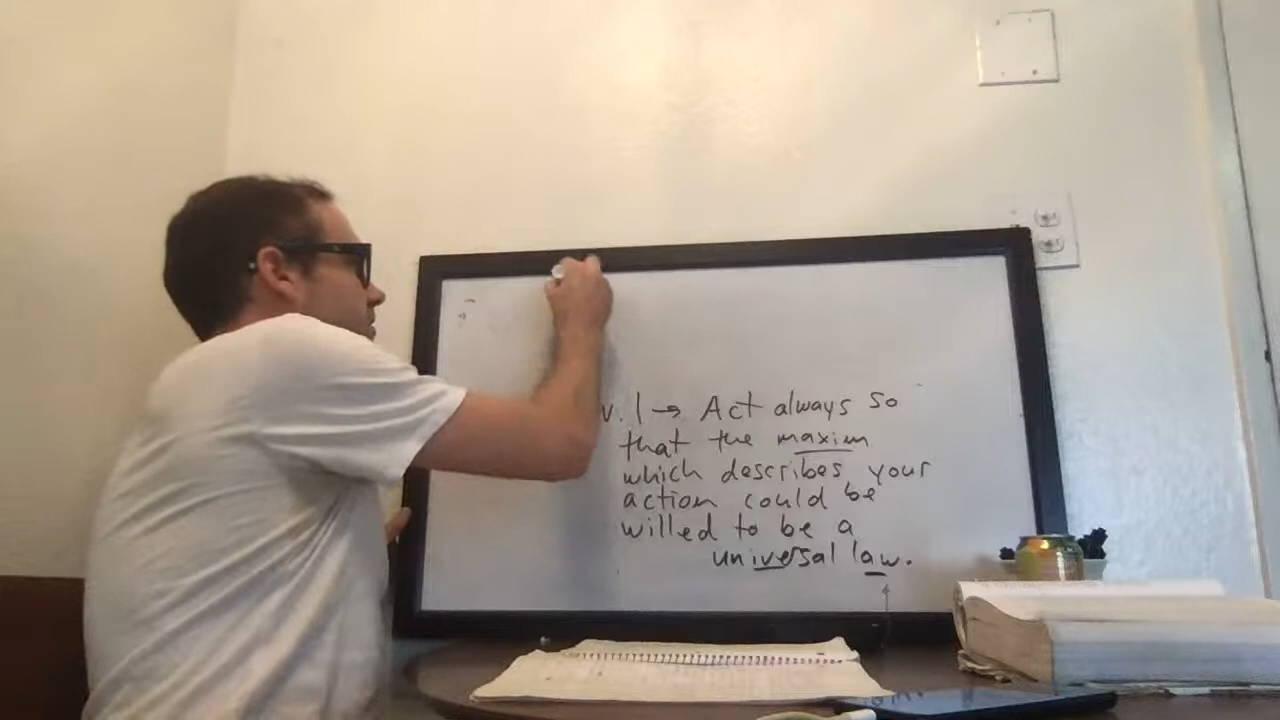 v. 1 → Act always so
that the maxim
which describes your
action could be
willed to be a
universal law.